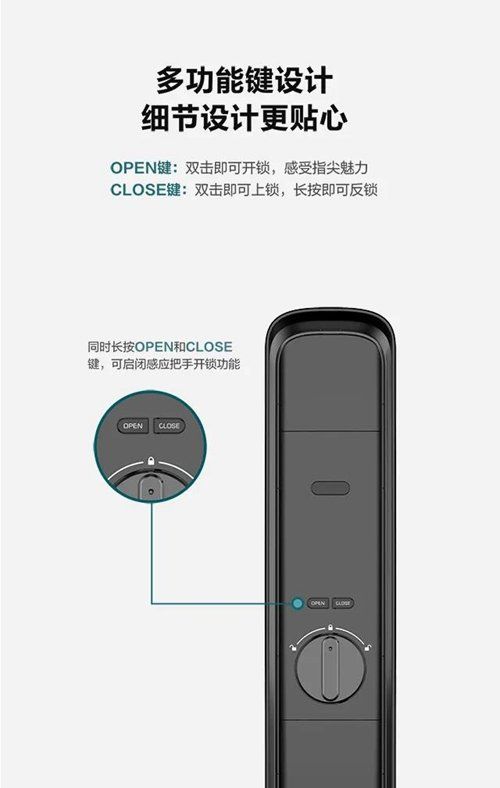 多功能键设计
细节设计更贴心
OPEN键：双击即可开锁，感受指尖魅力
CLOSE键：双击即可上锁，长按即可反锁
同时长按OPEN和CLOSE
键，可启闭感应把手开锁功能
OPEN CLOSE
OPEN CLOSE